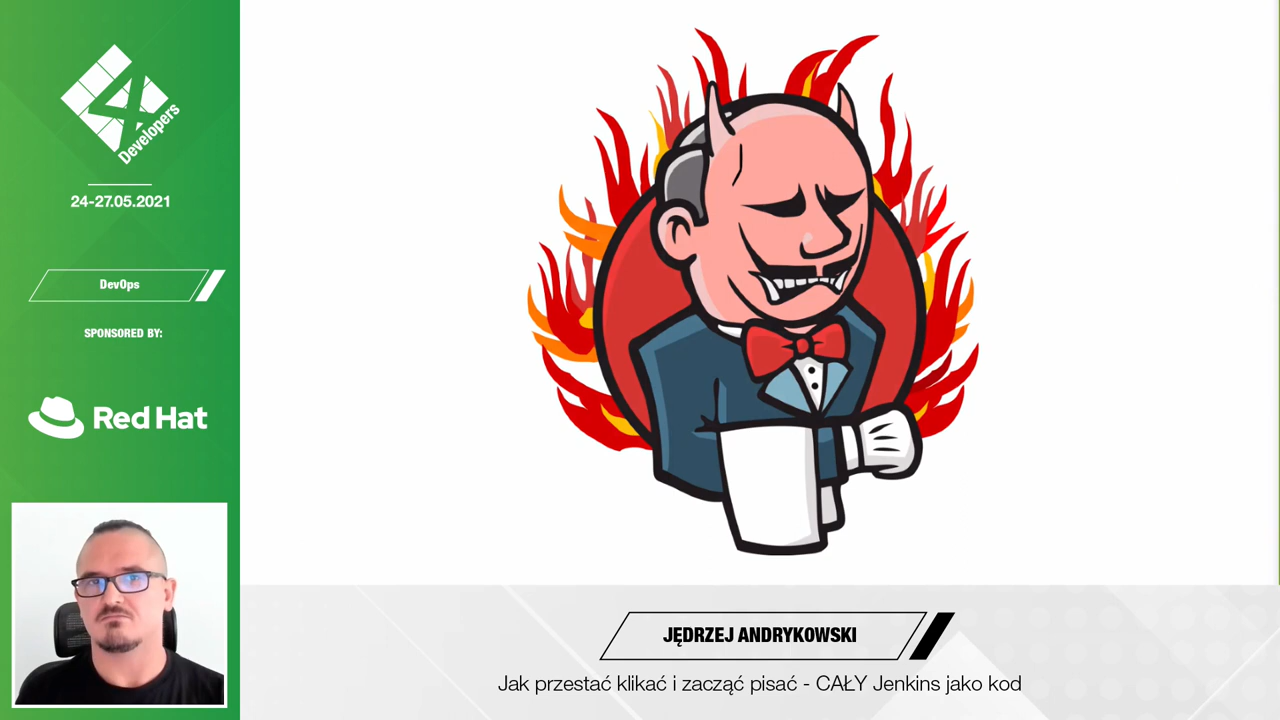 4
Developers
24-27.05.2021
DevOps
SPONSORED BY:
Red Hat
JĘDRZEJ ANDRYKOWSKI
Jak przestać klikać i zacząć pisać - CAŁY Jenkins jako kod